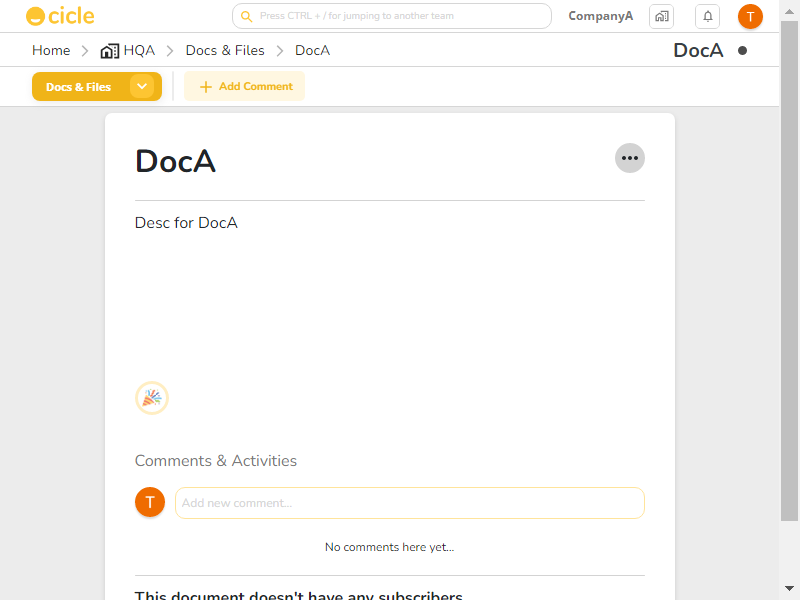 cicle
Press CTRL + / for jumping to another team
CompanyA
T
Home
HQA
Docs & Files
DocA
DocA
Docs & Files
Add Comment
DocA
Desc for DocA
Comments & Activities
T
Add new comment...
No comments here yet...
This document doesn't have any subscribers